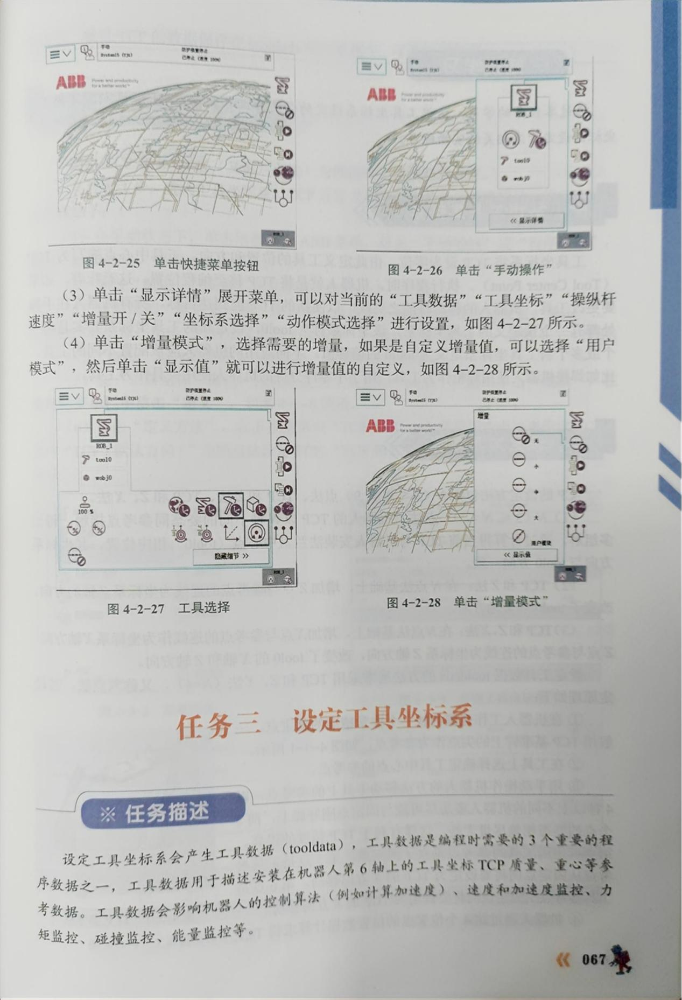 手动
System15 (YJX)
防护装置停止
已停止 (速度 100%)
ABB
Power and productivity
for a better world™
ROB_1
手动
System15 (YJX)
防护装置停止
已停止 (速度 100%)
ABB
Power and productivity
for a better world™
ROB_1
tool0
wobj0
<< 显示详情
图 4-2-25 单击快捷菜单按钮
图 4-2-26 单击“手动操作”
（3）单击“显示详情”展开菜单，可以对当前的“工具数据”“工具坐标”“操纵杆
速度”“增量开 / 关”“坐标系选择”“动作模式选择”进行设置，如图 4-2-27 所示。
（4）单击“增量模式”，选择需要的增量，如果是自定义增量值，可以选择“用户
模式”，然后单击“显示值”就可以进行增量值的自定义，如图 4-2-28 所示。
手动
System15 (YJX)
防护装置停止
已停止 (速度 100%)
ROB_1
tool0
wobj0
100 %
隐藏细节 >>
ROB_1
手动
System15 (YJX)
防护装置停止
已停止 (速度 100%)
ABB
Power and productivity
for a better world™
增量
无
小
中
大
用户模块
<< 显示值
图 4-2-27 工具选择
图 4-2-28 单击“增量模式”
任务三 设定工具坐标系
※ 任务描述
设定工具坐标系会产生工具数据（tooldata），工具数据是编程时需要的 3 个重要的程
序数据之一，工具数据用于描述安装在机器人第 6 轴上的工具坐标 TCP 质量、重心等参
考数据。工具数据会影响机器人的控制算法（例如计算加速度）、速度和加速度监控、力
矩监控、碰撞监控、能量监控等。
067